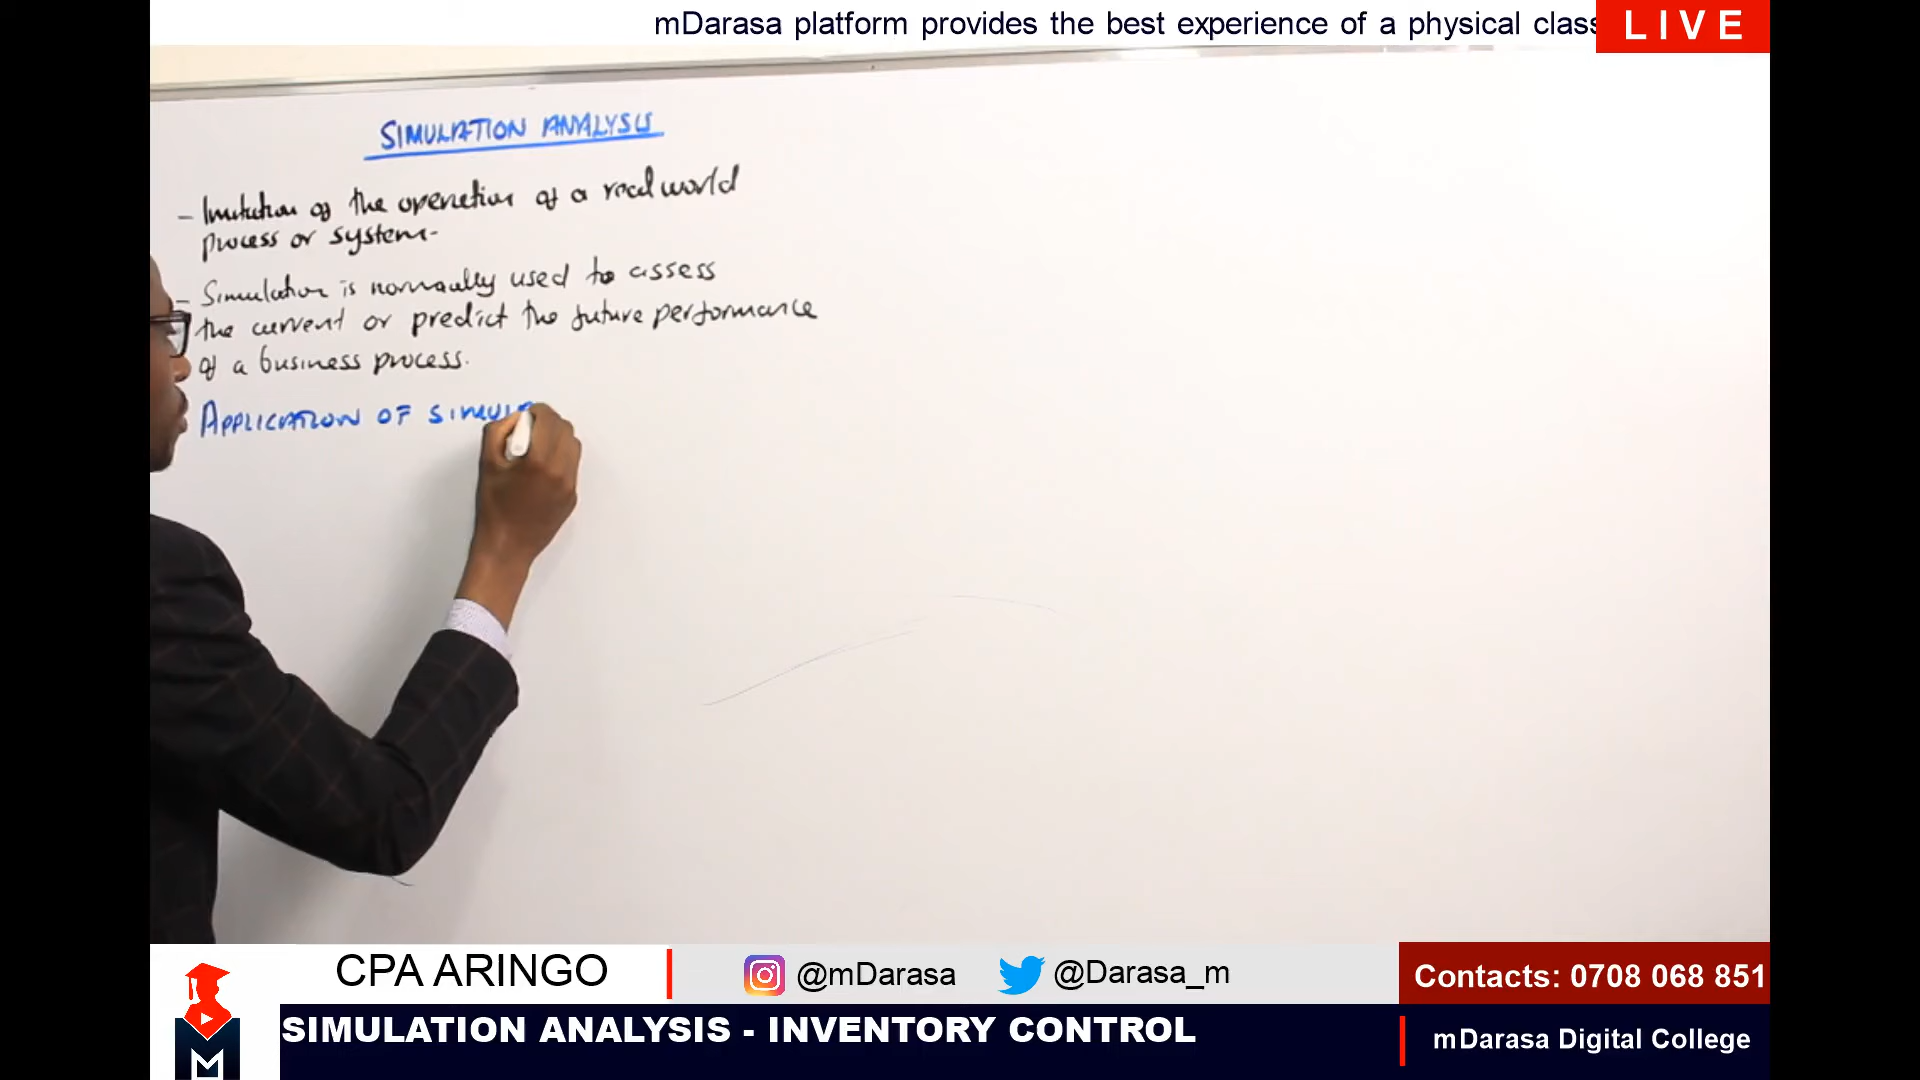 mDarasa platform provides the best experience of a physical clas
LIVE
SIMULATION ANALYSIS
- Imitation of the operation of a real world
process or system-
- Simulation is normally used to assess
the current or predict the future performance
of a business process.
APPLICATION OF SIMULA
CPA ARINGO
@mDarasa
@Darasa_m
Contacts: 0708 068 851
M
SIMULATION ANALYSIS - INVENTORY CONTROL
mDarasa Digital College